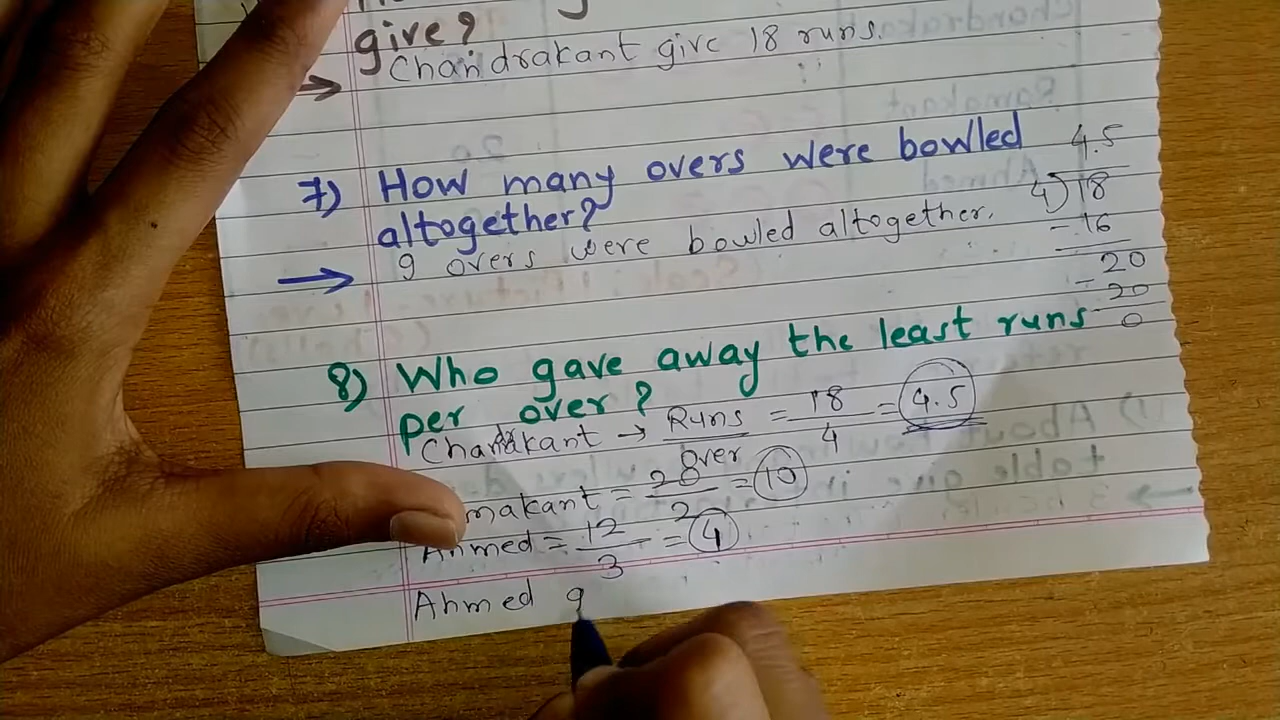 give?
Chandrakant give 18 runs.
7) How many overs were bowled
altogether?
9 overs were bowled altogether.
4.5
4)18
- 16
20
- 20
0
8) Who gave away the least runs
per over?
Chandrakant → Runs = 18 = 4.5
over 4
makant = 20 = 10
2
Ahmed = 12 = 4
3
Ahmed g